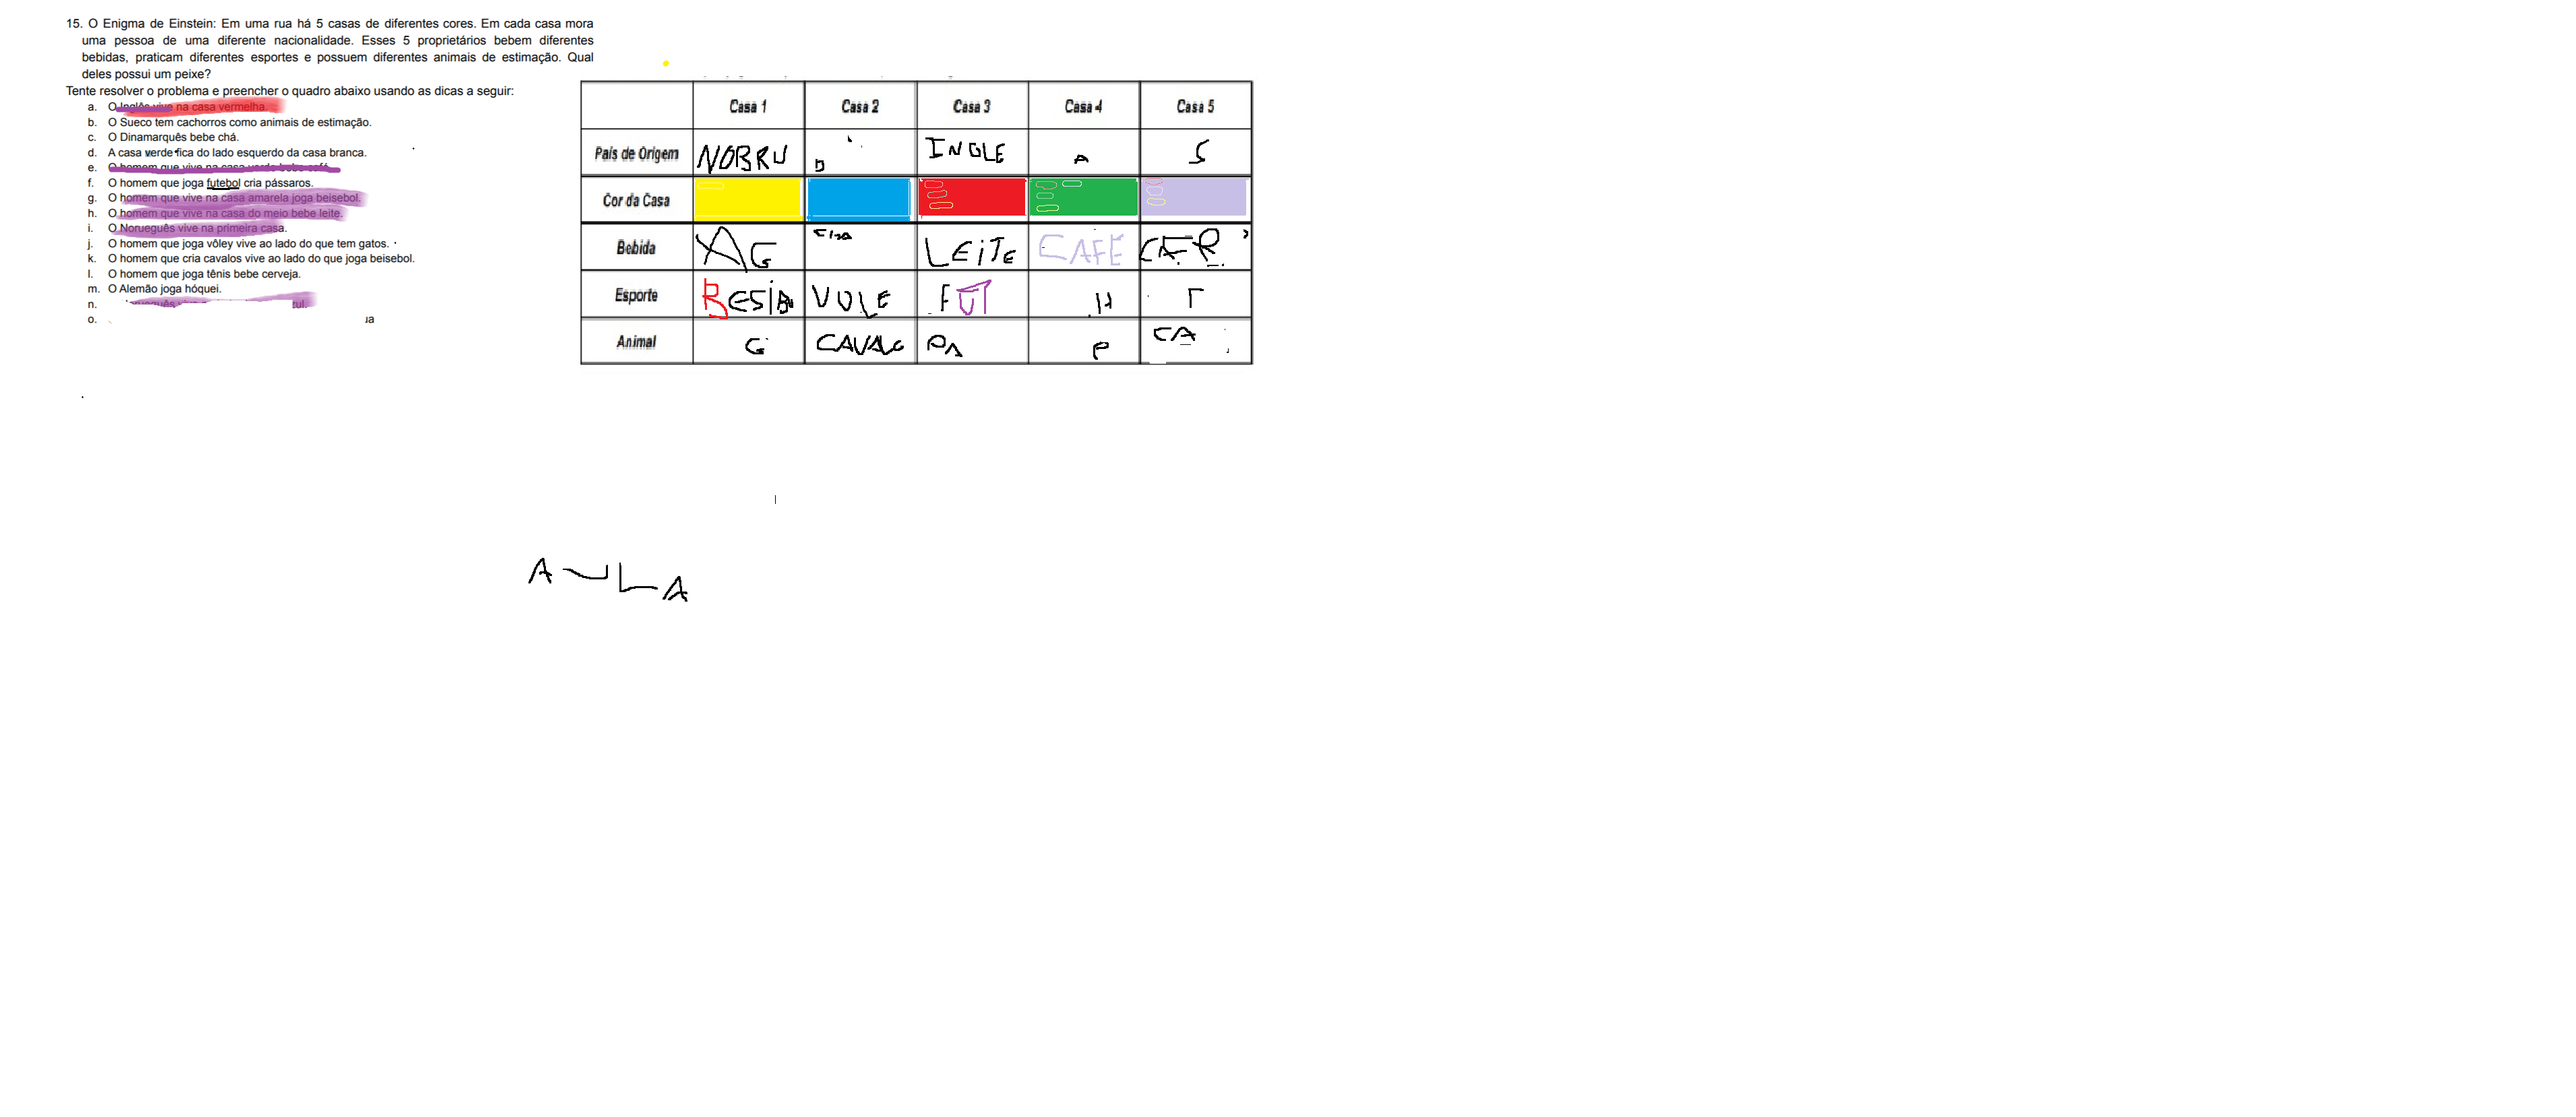 15. O Enigma de Einstein: Em uma rua há 5 casas de diferentes cores. Em cada casa mora
uma pessoa de uma diferente nacionalidade. Esses 5 proprietários bebem diferentes
bebidas, praticam diferentes esportes e possuem diferentes animais de estimação. Qual
deles possui um peixe?
Tente resolver o problema e preencher o quadro abaixo usando as dicas a seguir:
a. O Inglês vive na casa vermelha.
b. O Sueco tem cachorros como animais de estimação.
c. O Dinamarquês bebe chá.
d. A casa verde fica do lado esquerdo da casa branca.
e. O homem que vive na casa verde bebe café.
f. O homem que joga futebol cria pássaros.
g. O homem que vive na casa amarela joga beisebol.
h. O homem que vive na casa do meio bebe leite.
i. O Norueguês vive na primeira casa.
j. O homem que joga vôley vive ao lado do que tem gatos.
k. O homem que cria cavalos vive ao lado do que joga beisebol.
l. O homem que joga tênis bebe cerveja.
m. O Alemão joga hóquei.
n.
o.
Casa 1 Casa 2 Casa 3 Casa 4 Casa 5
País de Origem NOBRU D INGLE A S
Cor da Casa
Bebida AG LEITE CAFE CER
Esporte VOLE FUT H T
Animal G CAVALO PA P CA